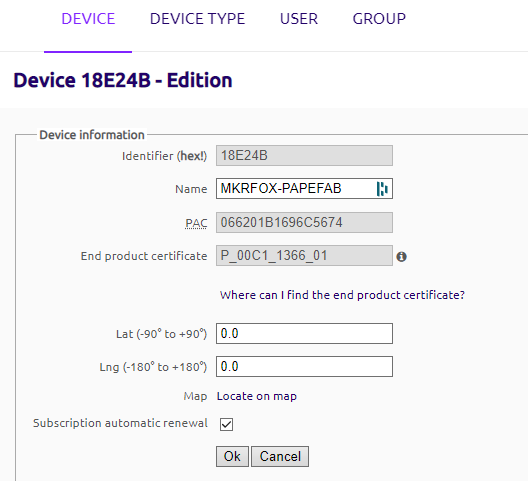 DEVICE DEVICE TYPE USER GROUP
Device 18E24B - Edition
Device information
Identifier (hex!) 18E24B
Name MKRFOX-PAPEFAB
PAC 066201B1696C5674
End product certificate P_00C1_1366_01
Where can I find the end product certificate?
Lat (-90° to +90°) 0.0
Lng (-180° to +180°) 0.0
Map Locate on map
Subscription automatic renewal
Ok Cancel